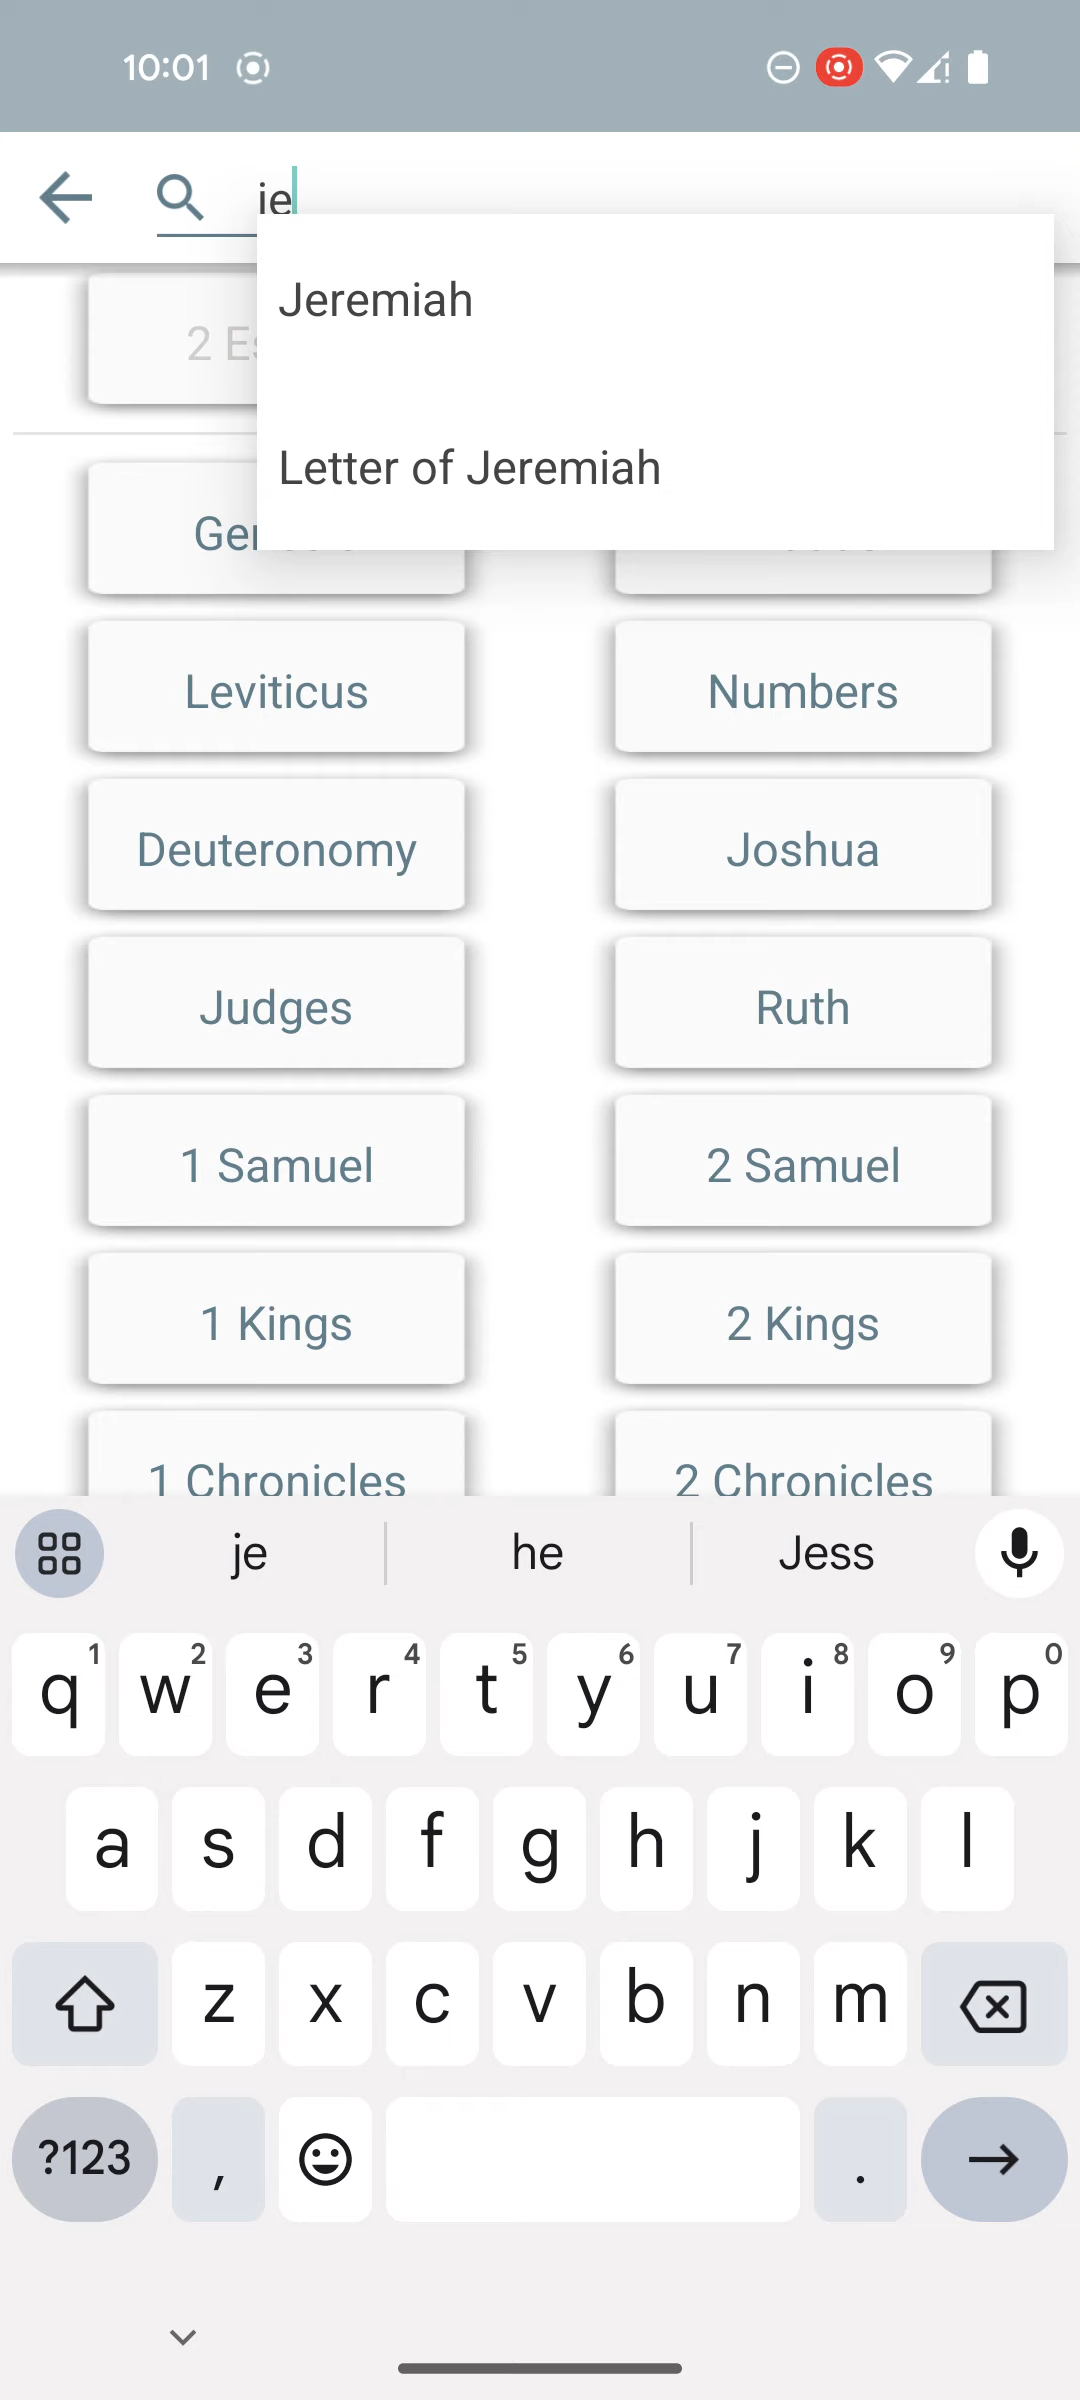 10:01
je
Jeremiah
Letter of Jeremiah
2
Leviticus
Numbers
Deuteronomy
Joshua
Judges
Ruth
1 Samuel
2 Samuel
1 Kings
2 Kings
1 Chronicles
2 Chronicles
je
he
Jess
q1 w2 e3 r4 t5 y6 u7 i8 o9 p0
a s d f g h j k l
z x c v b n m
?123 , .